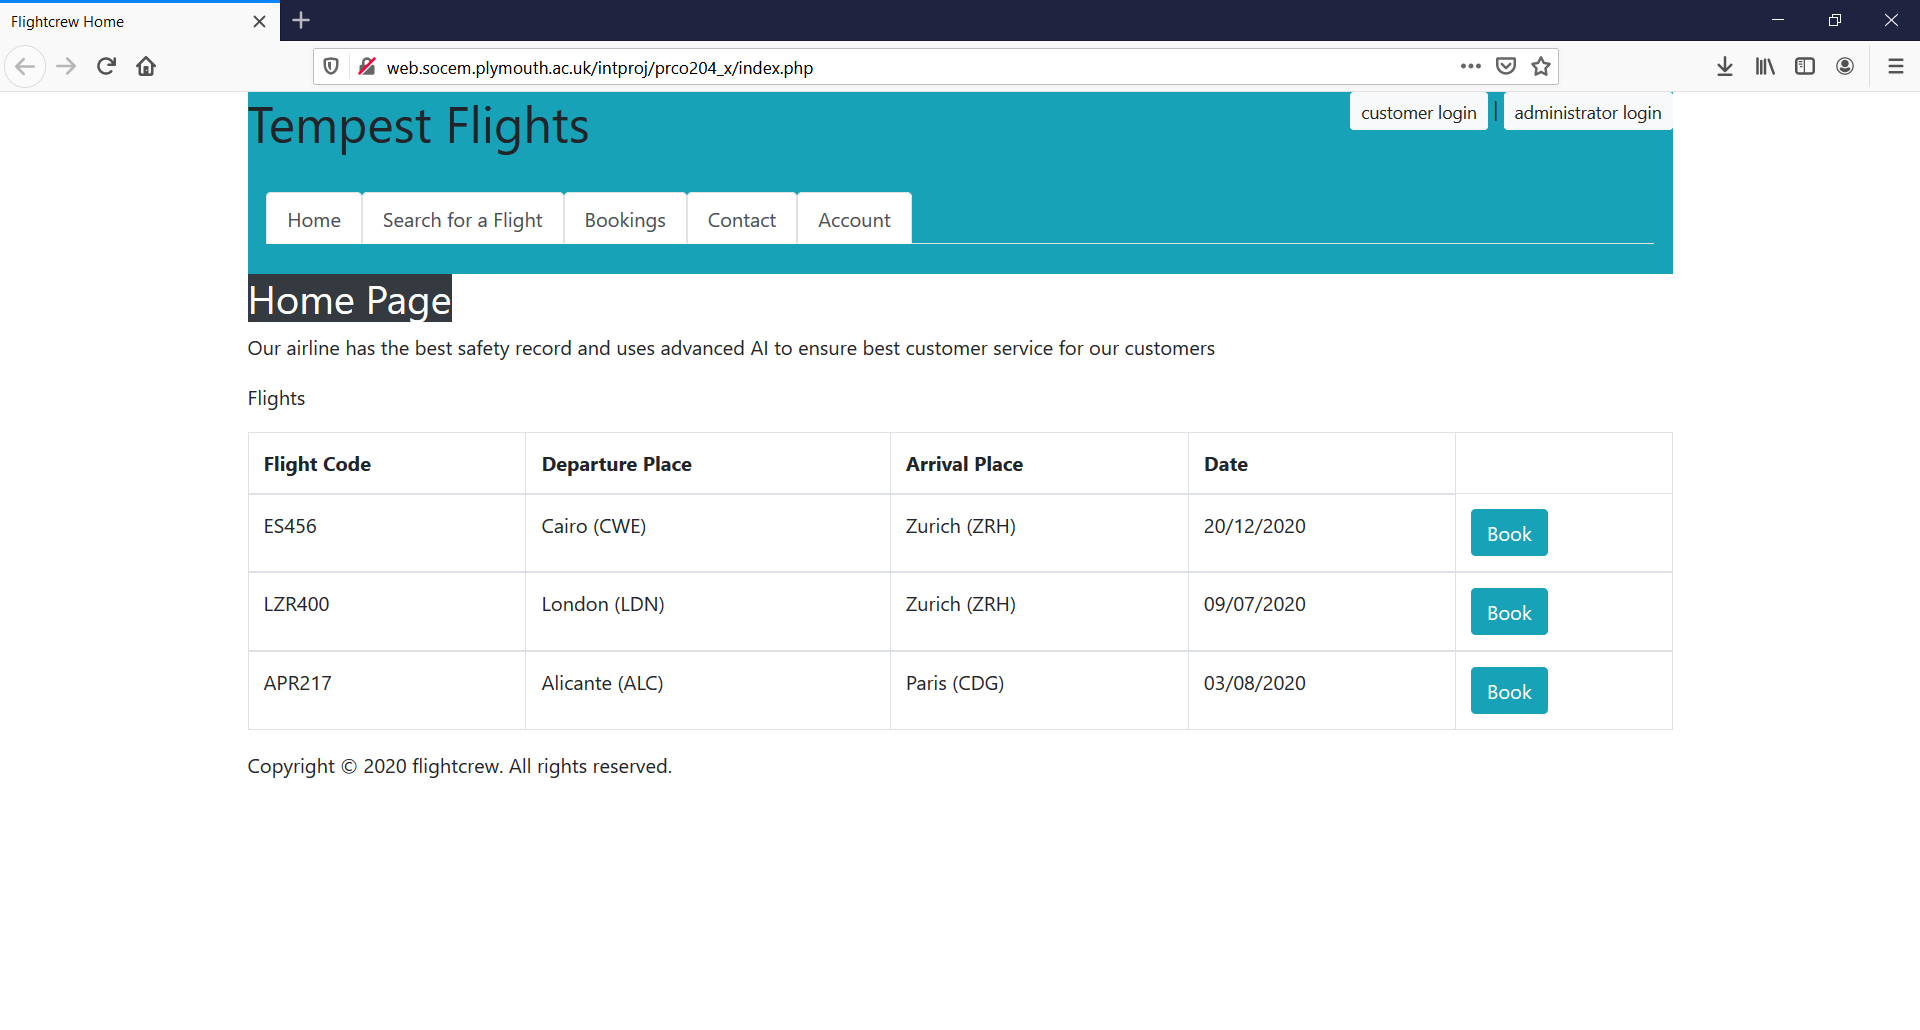 Flightcrew Home
web.socem.plymouth.ac.uk/intproj/prco204_x/index.php
Tempest Flights
customer login | administrator login
Home Search for a Flight Bookings Contact Account
Home Page
Our airline has the best safety record and uses advanced AI to ensure best customer service for our customers
Flights
Flight Code Departure Place Arrival Place Date
ES456 Cairo (CWE) Zurich (ZRH) 20/12/2020 Book
LZR400 London (LDN) Zurich (ZRH) 09/07/2020 Book
APR217 Alicante (ALC) Paris (CDG) 03/08/2020 Book
Copyright © 2020 flightcrew. All rights reserved.